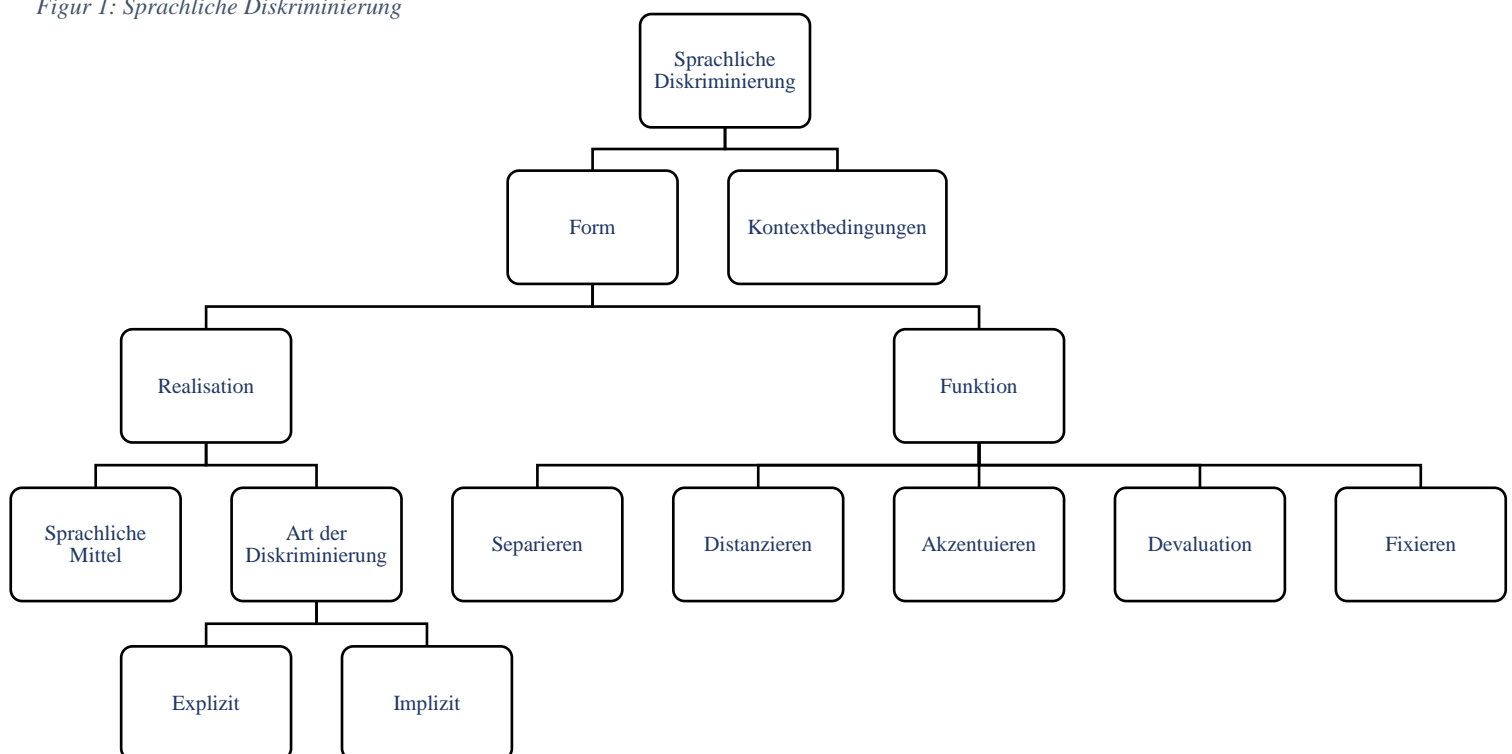 Figur 1: Sprachliche Diskriminierung
Sprachliche
Diskriminierung
Form
Kontextbedingungen
Realisation
Funktion
Sprachliche
Mittel
Art der
Diskriminierung
Separieren
Distanzieren
Akzentuieren
Devaluation
Fixieren
Explizit
Implizit